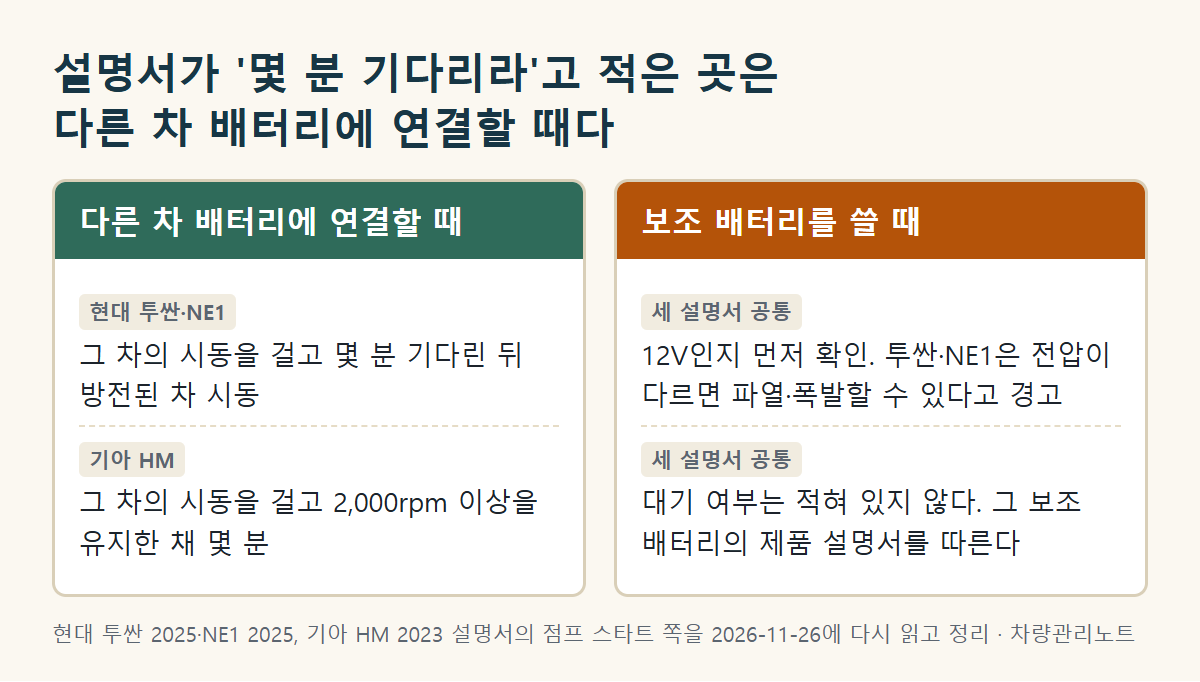 설명서가 '몇 분 기다리라'고 적은 곳은
다른 차 배터리에 연결할 때다
다른 차 배터리에 연결할 때
현대 투싼·NE1
그 차의 시동을 걸고 몇 분 기다린 뒤
방전된 차 시동
기아 HM
그 차의 시동을 걸고 2,000rpm 이상을
유지한 채 몇 분
보조 배터리를 쓸 때
세 설명서 공통
12V인지 먼저 확인. 투싼·NE1은 전압이
다르면 파열·폭발할 수 있다고 경고
세 설명서 공통
대기 여부는 적혀 있지 않다. 그 보조
배터리의 제품 설명서를 따른다
현대 투싼 2025·NE1 2025, 기아 HM 2023 설명서의 점프 스타트 쪽을 2026-11-26에 다시 읽고 정리 · 차량관리노트